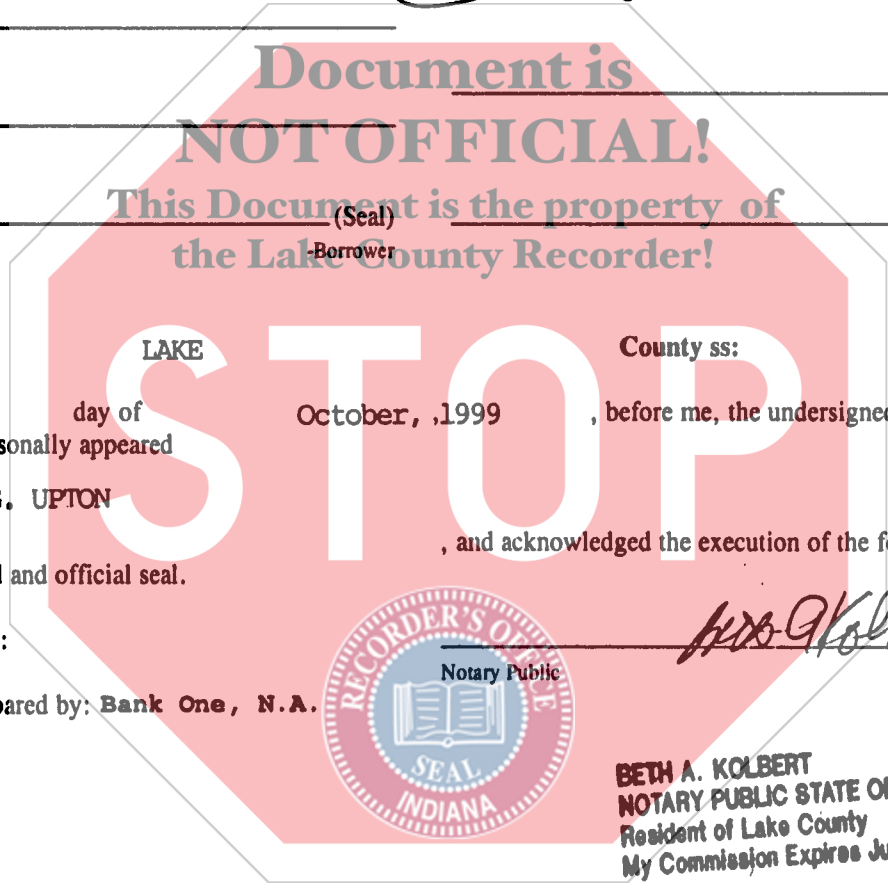 Document is
NOT OFFICIAL!
This Document is the property of
(Seal)
the Lake County Recorder!
-Borrower
STOP
LAKE County ss:
day of October, ,1999 , before me, the undersigned
sonally appeared
G. UPTON
, and acknowledged the execution of the fo
d and official seal.
:
Notary Public
pared by: Bank One, N.A.
RECORDER'S OFFICE
SEAL
INDIANA
BETH A. KOLBERT
NOTARY PUBLIC STATE OF
Resident of Lake County
My Commission Expires Ju